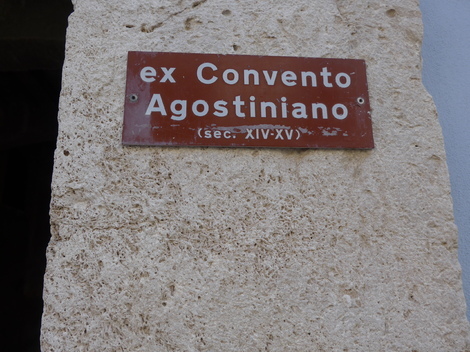 ex Convento
Agostiniano
(sec. XIV-XV)